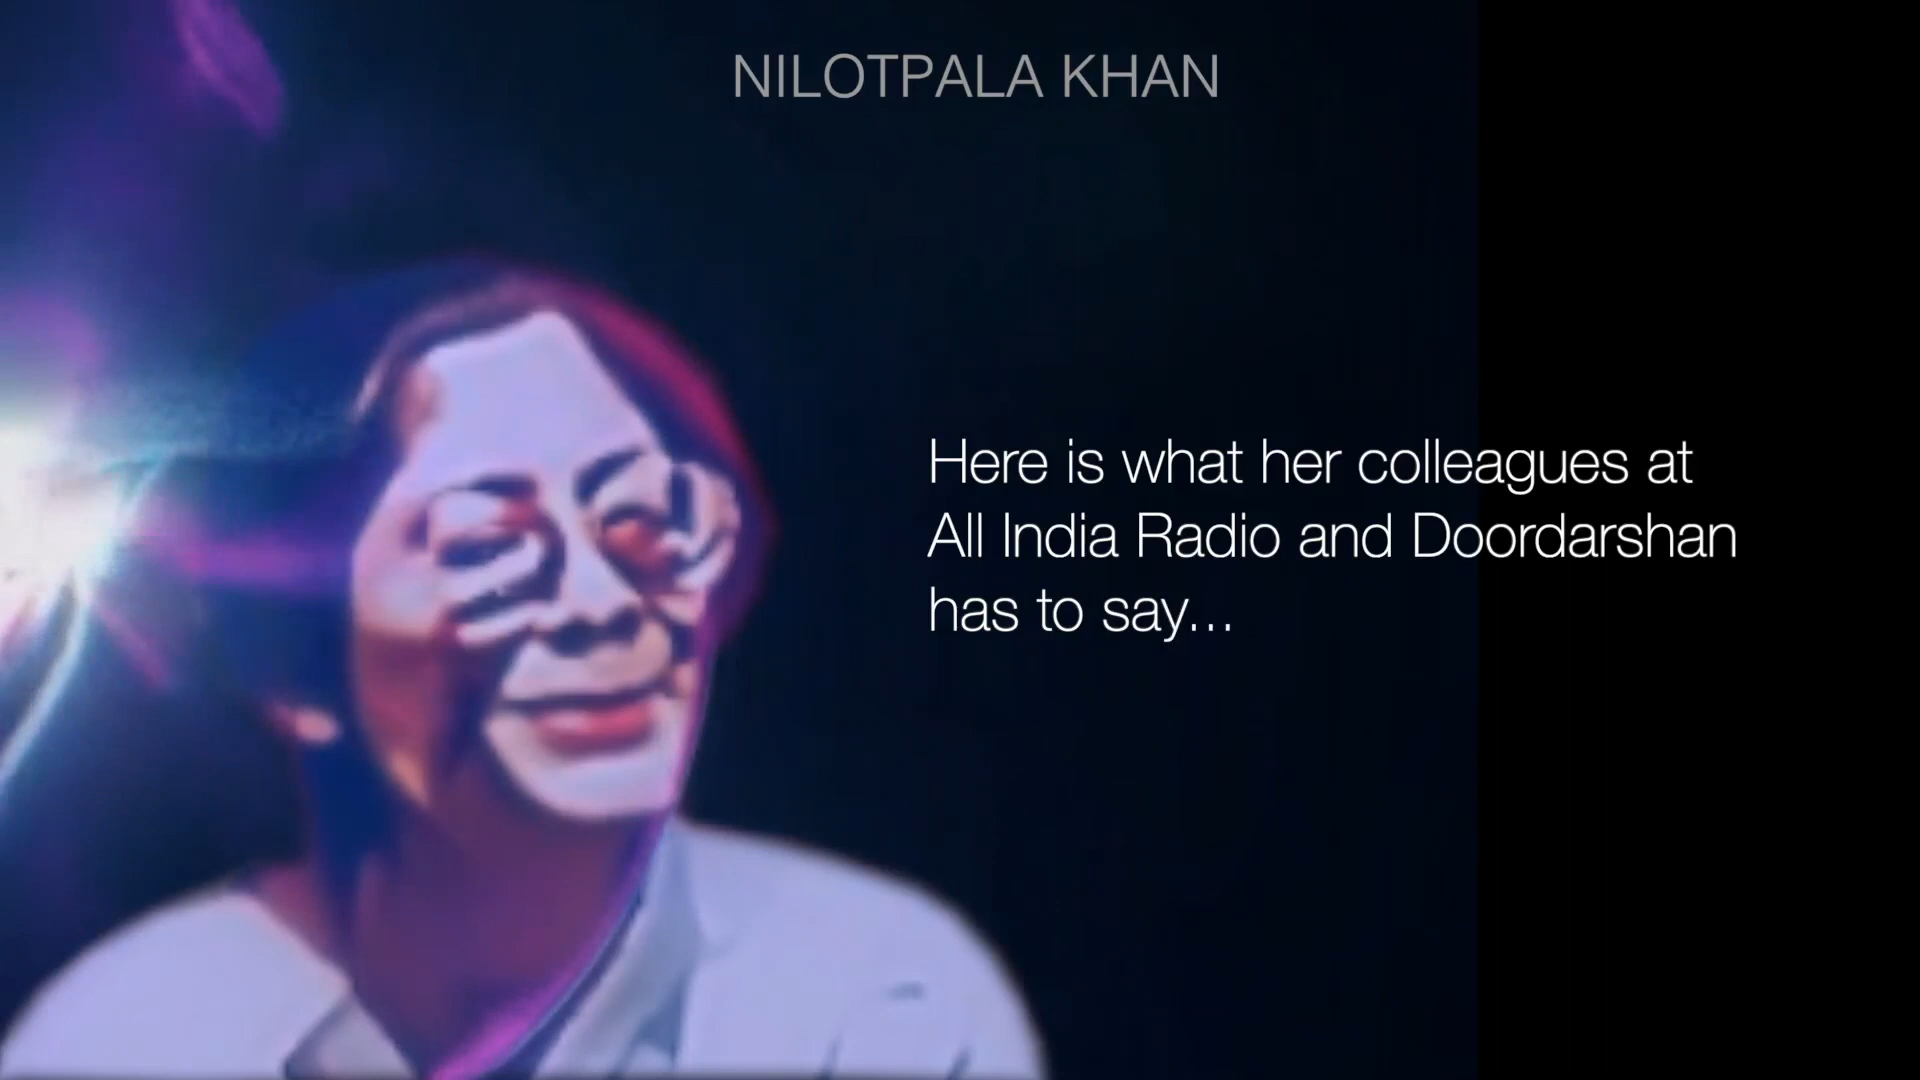 NILOTPALA KHAN
Here is what her colleagues at
All India Radio and Doordarshan
has to say...